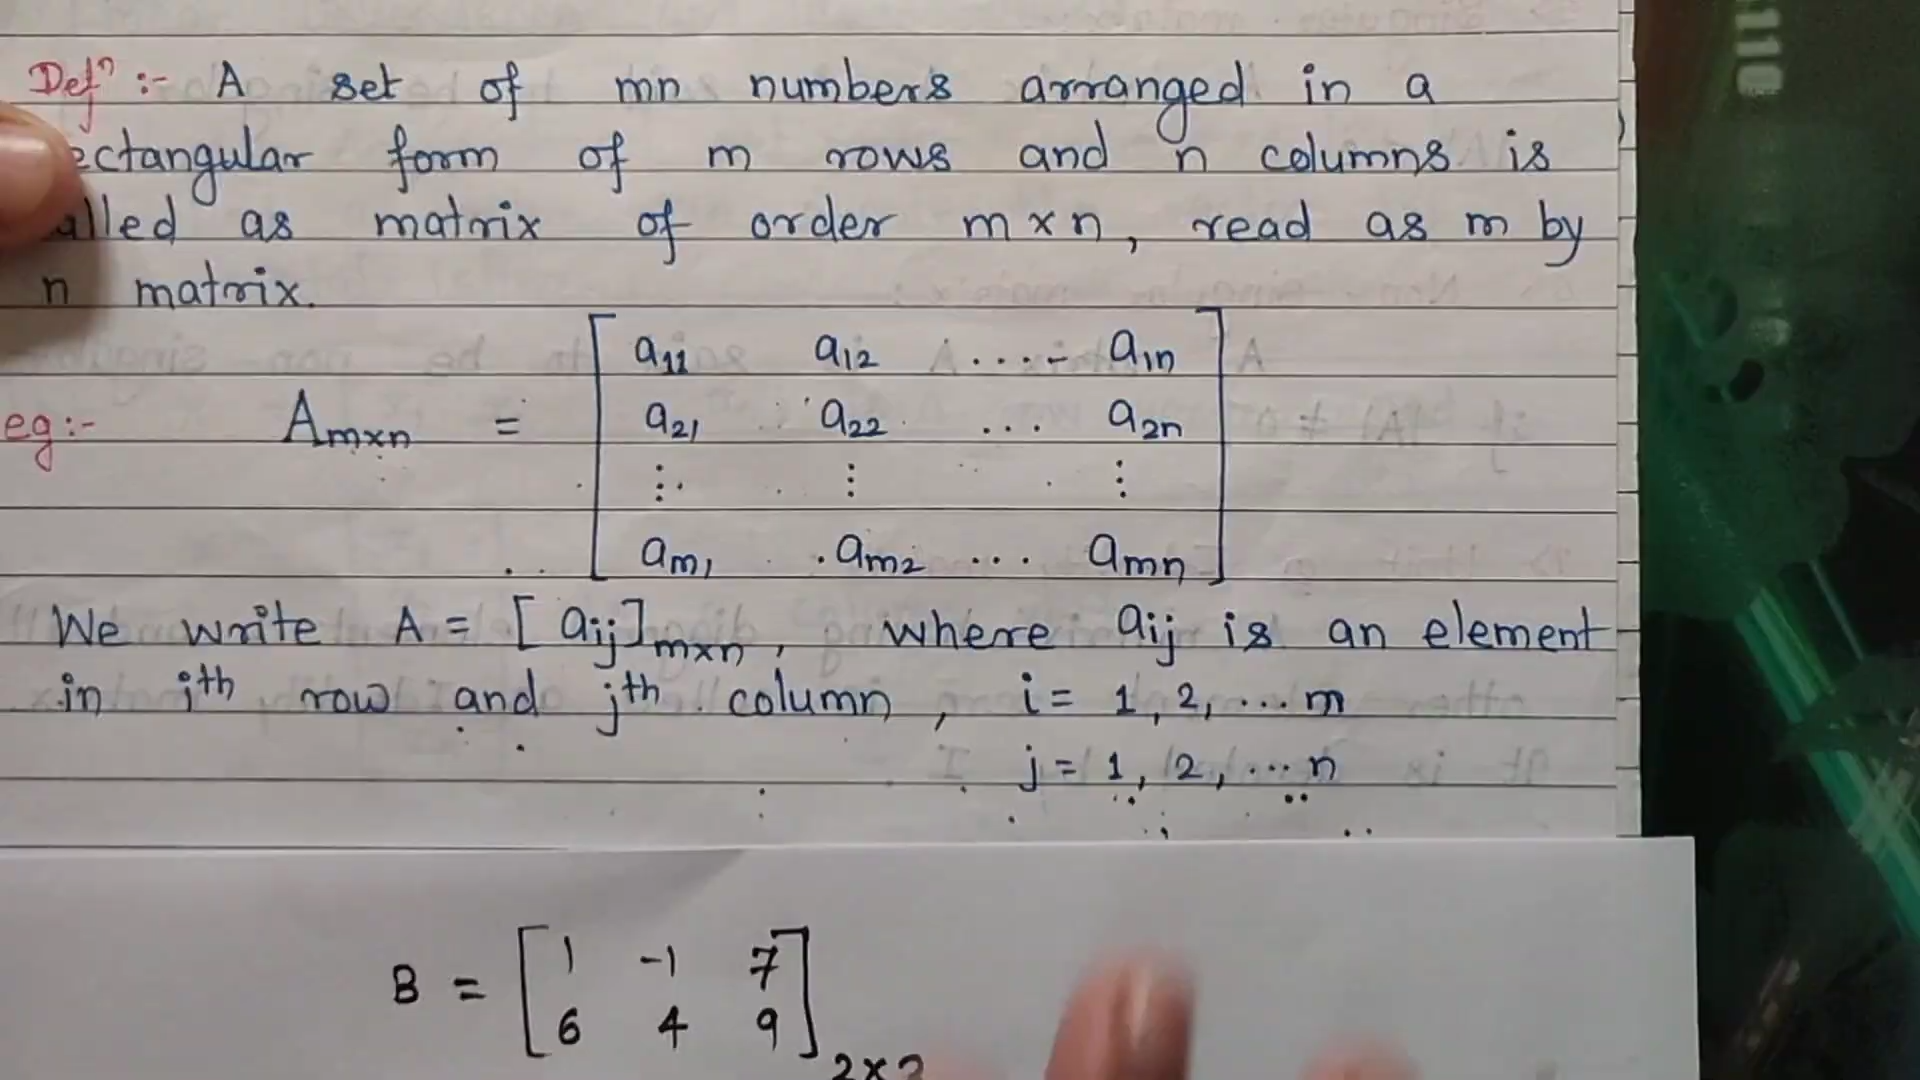 Defⁿ :- A set of mn numbers arranged in a
ectangular form of m rows and n columns is
alled as matrix of order m×n, read as m by
n matrix.
eg:- Am×n = [ a11 a12 ..... a1n
a21 a22 ... a2n
⋮ ⋮ ⋮
am1 am2 ... amn ]
We write A = [ aij ]m×n , where aij is an element
in iᵗʰ row and jᵗʰ column , i = 1, 2, ... m
j = 1, 2, ... n
B = [ 1 -1 7
6 4 9 ]